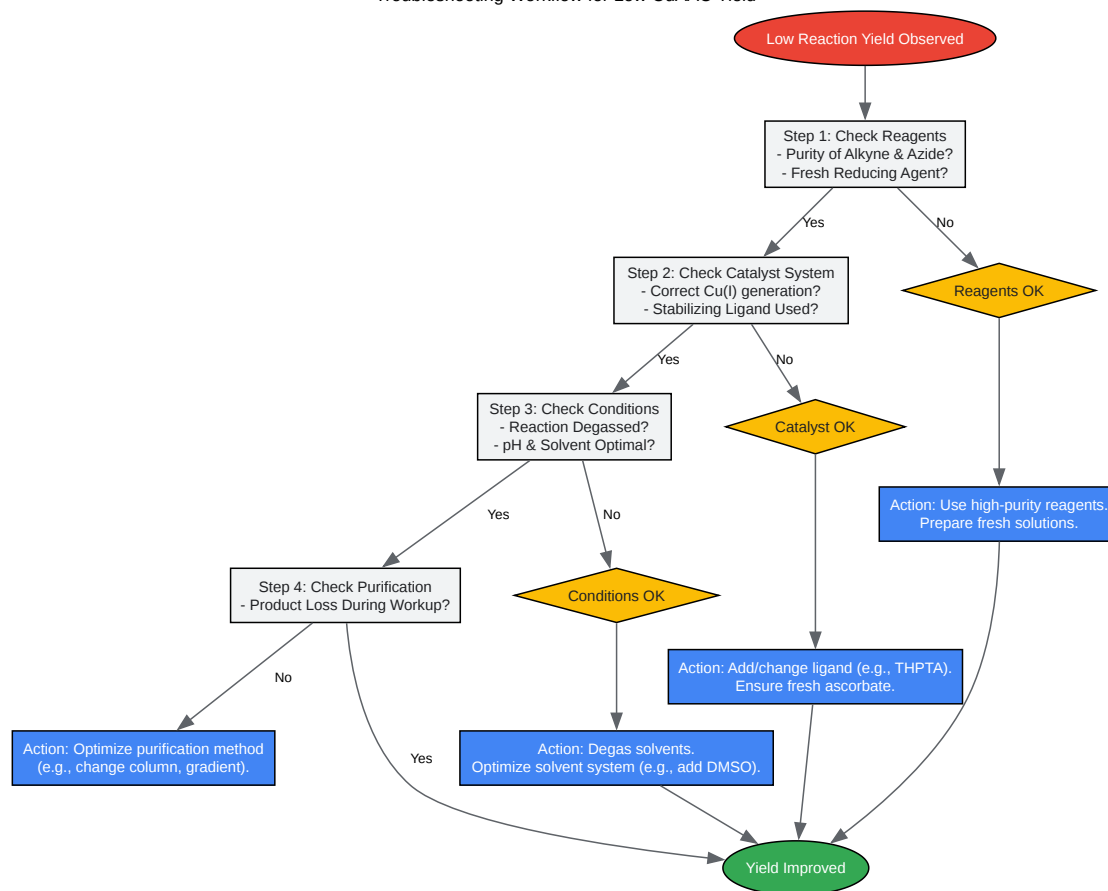 Low Reaction Yield Observed
Step 1: Check Reagents
- Purity of Alkyne & Azide?
- Fresh Reducing Agent?
Yes
No
Step 2: Check Catalyst System
- Correct Cu(I) generation?
- Stabilizing Ligand Used?
Reagents OK
Yes
No
Step 3: Check Conditions
- Reaction Degassed?
- pH & Solvent Optimal?
Catalyst OK
Action: Use high-purity reagents.
Prepare fresh solutions.
Yes
No
Step 4: Check Purification
- Product Loss During Workup?
Conditions OK
Action: Add/change ligand (e.g., THPTA).
Ensure fresh ascorbate.
No
Action: Optimize purification method
(e.g., change column, gradient).
Yes
Action: Degas solvents.
Optimize solvent system (e.g., add DMSO).
Yield Improved